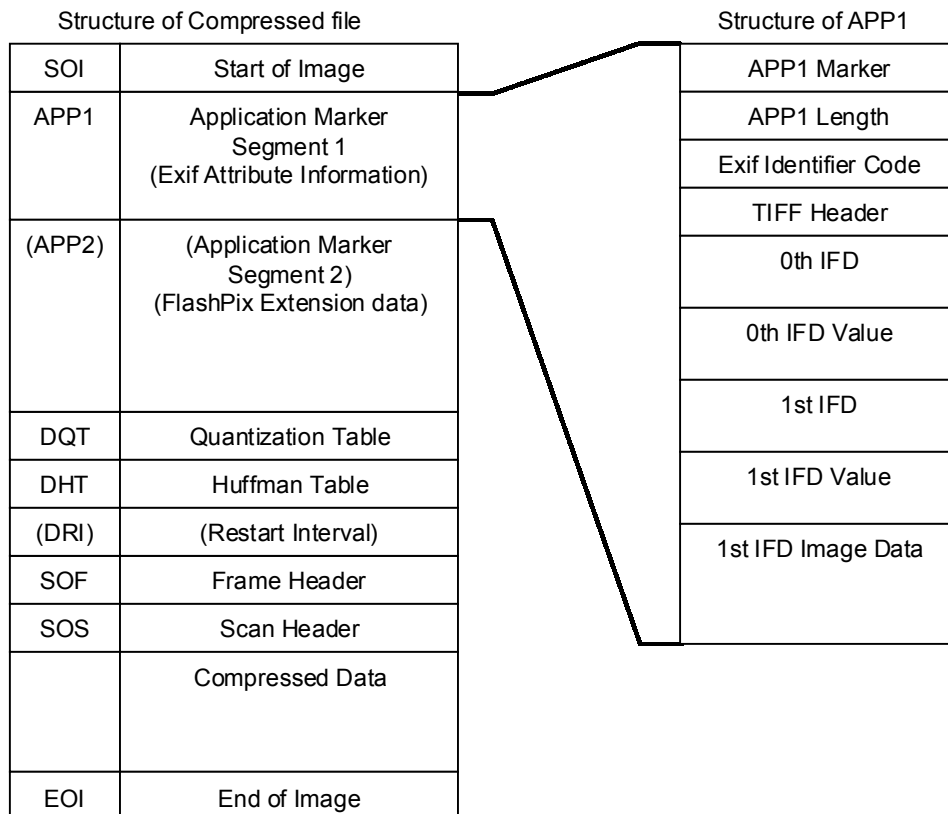 Structure of Compressed file
SOI Start of Image
APP1 Application Marker
Segment 1
(Exif Attribute Information)
(APP2) (Application Marker
Segment 2)
(FlashPix Extension data)
DQT Quantization Table
DHT Huffman Table
(DRI) (Restart Interval)
SOF Frame Header
SOS Scan Header
Compressed Data
EOI End of Image
Structure of APP1
APP1 Marker
APP1 Length
Exif Identifier Code
TIFF Header
0th IFD
0th IFD Value
1st IFD
1st IFD Value
1st IFD Image Data